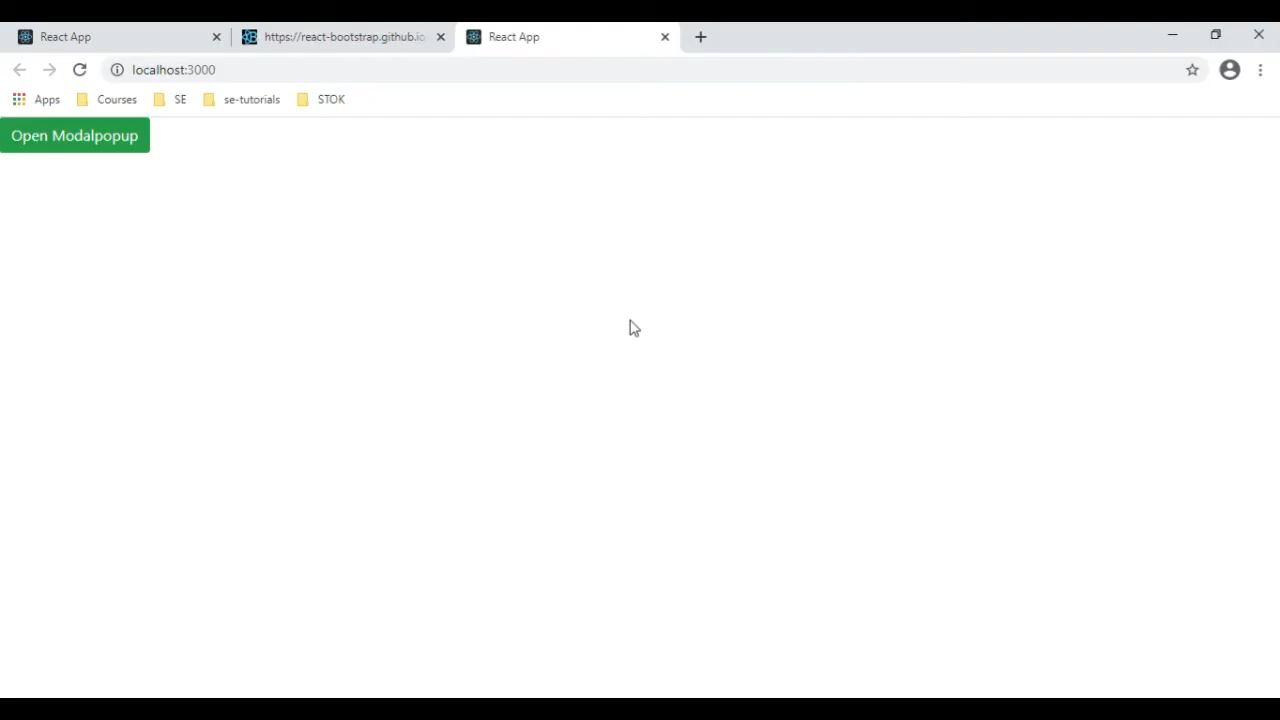 React App
https://react-bootstrap.github.io
React App
localhost:3000
Apps
Courses
SE
se-tutorials
STOK
Open Modalpopup